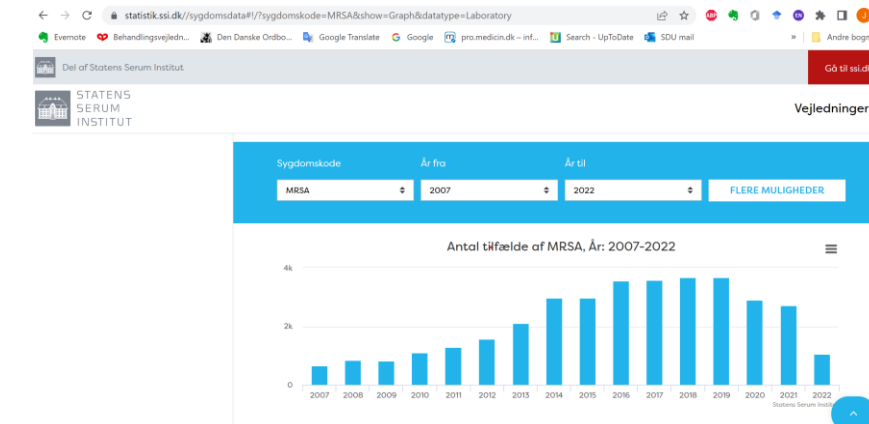 statistik.ssi.dk//sygdomsdata#!/?sygdomskode=MRSA&show=Graph&datatype=Laboratory
Evernote Behandlingsvejledn... Den Danske Ordbo... Google Translate Google pro.medicin.dk – inf... Search - UpToDate SDU mail » Andre bogm
Del af Statens Serum Institut
Gå til ssi.dk
STATENS
SERUM
INSTITUT
Vejledninger
Sygdomskode År fra År til
MRSA 2007 2022 FLERE MULIGHEDER
Antal tilfælde af MRSA, År: 2007-2022
4k
2k
0
2007 2008 2009 2010 2011 2012 2013 2014 2015 2016 2017 2018 2019 2020 2021 2022
Statens Serum Institut